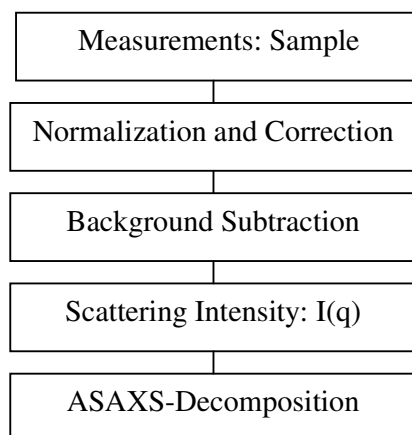 Measurements: Sample
Normalization and Correction
Background Subtraction
Scattering Intensity: I(q)
ASAXS-Decomposition